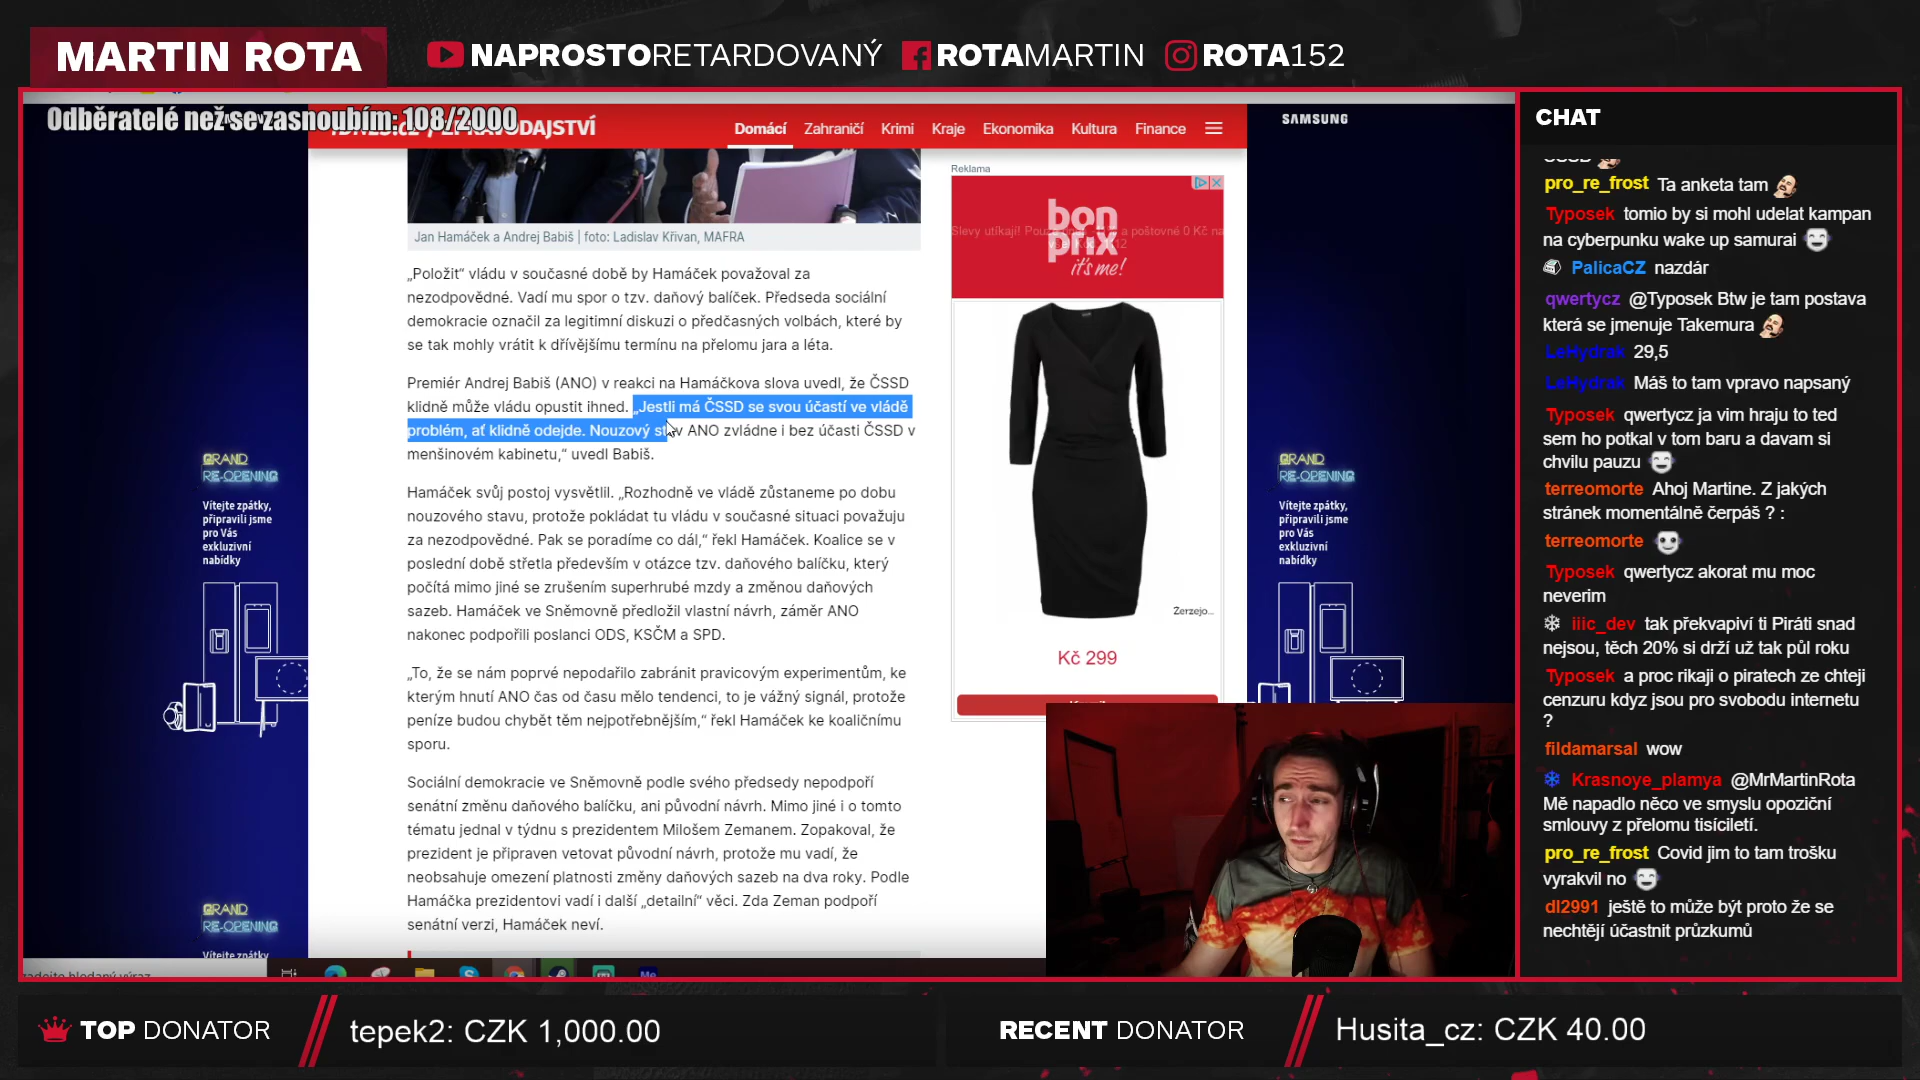 MARTIN ROTA
NAPROSTORETARDOVANÝ
ROTAMARTIN
ROTA152
Odběratelé než se zasnoubím: 108/2000
Domácí
Zahraničí
Krimi
Kraje
Ekonomika
Kultura
Finance
SAMSUNG
Jan Hamáček a Andrej Babiš | foto: Ladislav Křivan, MAFRA
„Položit“ vládu v současné době by Hamáček považoval za
nezodpovědné. Vadí mu spor o tzv. daňový balíček. Předseda sociální
demokracie označil za legitimní diskuzi o předčasných volbách, které by
se tak mohly vrátit k dřívějšímu termínu na přelomu jara a léta.
Premiér Andrej Babiš (ANO) v reakci na Hamáčkova slova uvedl, že ČSSD
klidně může vládu opustit ihned. „Jestli má ČSSD se svou účastí ve vládě
problém, ať klidně odejde. Nouzový stav ANO zvládne i bez účasti ČSSD v
menšinovém kabinetu,“ uvedl Babiš.
Hamáček svůj postoj vysvětlil. „Rozhodně ve vládě zůstaneme po dobu
nouzového stavu, protože pokládat tu vládu v současné situaci považuju
za nezodpovědné. Pak se poradíme co dál,“ řekl Hamáček. Koalice se v
poslední době střetla především v otázce tzv. daňového balíčku, který
počítá mimo jiné se zrušením superhrubé mzdy a změnou daňových
sazeb. Hamáček ve Sněmovně předložil vlastní návrh, záměr ANO
nakonec podpořili poslanci ODS, KSČM a SPD.
„To, že se nám poprvé nepodařilo zabránit pravicovým experimentům, ke
kterým hnutí ANO čas od času mělo tendenci, to je vážný signál, protože
peníze budou chybět těm nejpotřebnějším,“ řekl Hamáček ke koaličnímu
sporu.
Sociální demokracie ve Sněmovně podle svého předsedy nepodpoří
senátní změnu daňového balíčku, ani původní návrh. Mimo jiné i o tomto
tématu jednal v týdnu s prezidentem Milošem Zemanem. Zopakoval, že
prezident je připraven vetovat původní návrh, protože mu vadí, že
neobsahuje omezení platnosti změny daňových sazeb na dva roky. Podle
Hamáčka prezidentovi vadí i další „detailní“ věci. Zda Zeman podpoří
senátní verzi, Hamáček neví.
GRAND
RE-OPENING
Vítejte zpátky,
připravili jsme
pro Vás
exkluzivní
nabídky
GRAND
RE-OPENING
Vítejte zpátky
Reklama
bon
prix
it's me!
Žerzejo...
Kč 299
GRAND
RE-OPENING
Vítejte zpátky,
připravili jsme
pro Vás
exkluzivní
nabídky
CHAT
pro_re_frost Ta anketa tam
Typosek tomio by si mohl udelat kampan
na cyberpunku wake up samurai
PalicaCZ nazdár
qwertycz @Typosek Btw je tam postava
která se jmenuje Takemura
LeHydrak 29,5
LeHydrak Máš to tam vpravo napsaný
Typosek qwertycz ja vim hraju to ted
sem ho potkal v tom baru a davam si
chvilu pauzu
terreomorte Ahoj Martine. Z jakých
stránek momentálně čerpáš ? :
terreomorte
Typosek qwertycz akorat mu moc
neverim
iiic_dev tak překvapiví ti Piráti snad
nejsou, těch 20% si drží už tak půl roku
Typosek a proc rikaji o piratech ze chteji
cenzuru kdyz jsou pro svobodu internetu
?
fildamarsal wow
Krasnoye_plamya @MrMartinRota
Mě napadlo něco ve smyslu opoziční
smlouvy z přelomu tisíciletí.
pro_re_frost Covid jim to tam trošku
vyrakvil no
dl2991 ještě to může být proto že se
nechtějí účastnit průzkumů
TOP DONATOR
tepek2: CZK 1,000.00
RECENT DONATOR
Husita_cz: CZK 40.00